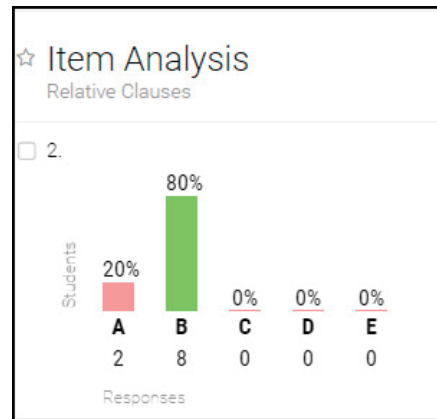 Item Analysis
Relative Clauses
2.
80%
20%
0% 0% 0%
Students
A B C D E
2 8 0 0 0
Responses